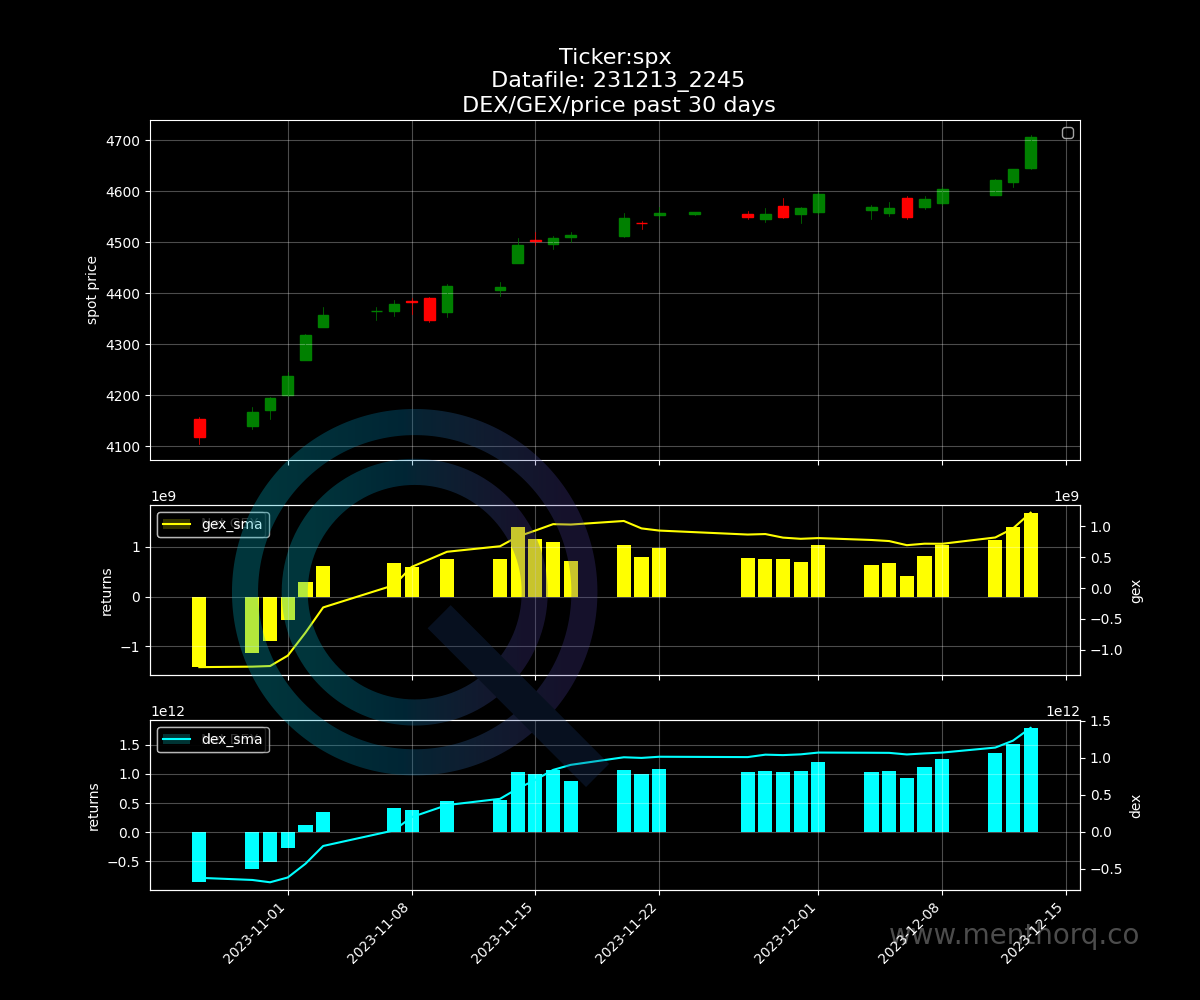 Ticker:spx
Datafile: 231213_2245
DEX/GEX/price past 30 days
4700
4600
4500
4400
4300
4200
4100
spot price
1e9
1e9
gex_sma
1
0
−1
returns
1.0
0.5
0.0
−0.5
−1.0
gex
1e12
1e12
dex_sma
1.5
1.0
0.5
0.0
−0.5
returns
1.5
1.0
0.5
0.0
−0.5
dex
2023-11-01
2023-11-08
2023-11-15
2023-11-22
2023-12-01
2023-12-08
2023-12-15
www.menthorq.co